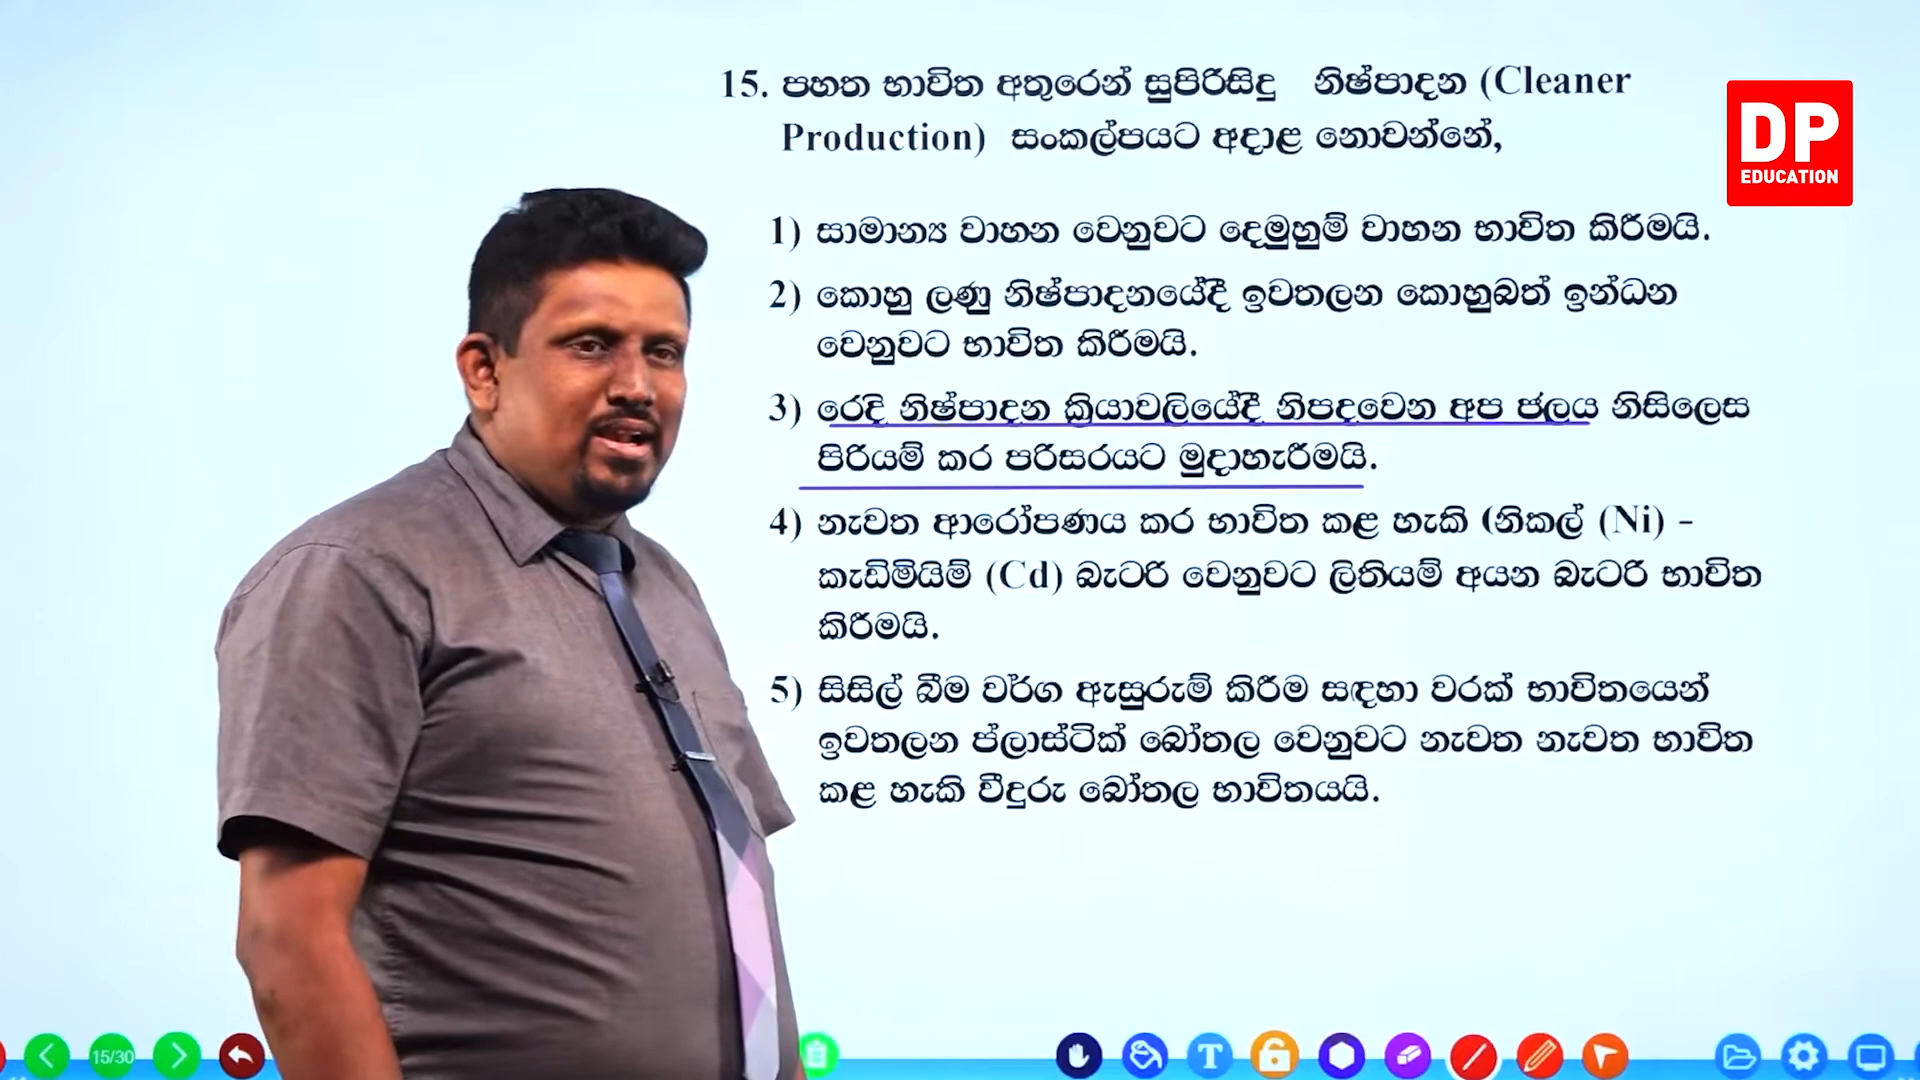 15. පහත භාවිත අතුරෙන් සුපිරිසිදු නිෂ්පාදන (Cleaner
Production) සංකල්පයට අදාළ නොවන්නේ,
DP
EDUCATION
1) සාමාන්‍ය වාහන වෙනුවට දෙමුහුම් වාහන භාවිත කිරීමයි.
2) කොහු ලණු නිෂ්පාදනයේදී ඉවතලන කොහුබත් ඉන්ධන
වෙනුවට භාවිත කිරීමයි.
3) රෙදි නිෂ්පාදන ක්‍රියාවලියේදී නිපදවෙන අප ජලය නිසිලෙස
පිරියම් කර පරිසරයට මුදාහැරීමයි.
4) නැවත ආරෝපණය කර භාවිත කළ හැකි (නිකල් (Ni) -
කැඩ්මියිම් (Cd) බැටරි වෙනුවට ලිතියම් අයන බැටරි භාවිත
කිරීමයි.
5) සිසිල් බීම වර්ග ඇසුරුම් කිරීම සඳහා වරක් භාවිතයෙන්
ඉවතලන ප්ලාස්ටික් බෝතල වෙනුවට නැවත නැවත භාවිත
කළ හැකි වීදුරු බෝතල භාවිතයයි.
15/30
T